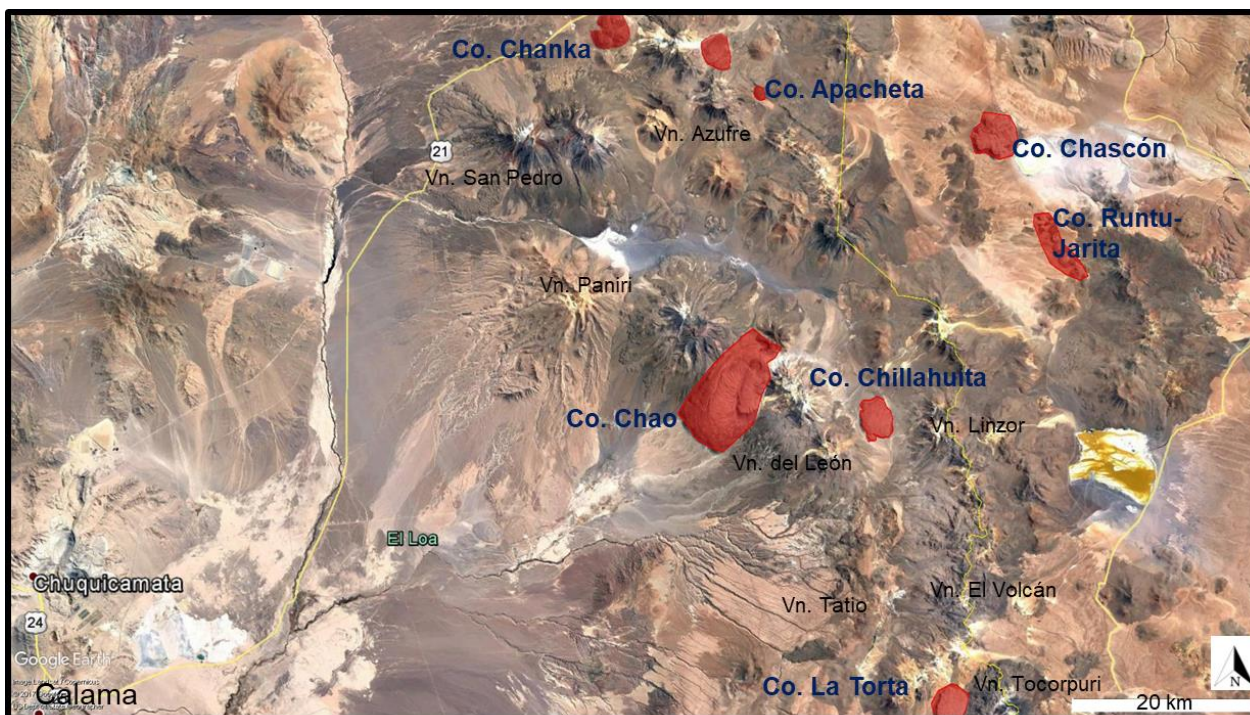 Co. Chanka
Co. Apacheta
Vn. Azufre
21
Co. Chascón
Vn. San Pedro
Co. Runtu-
Jarita
Vn. Paniri
Co. Chillahuita
Co. Chao
Vn. Linzor
Vn. del León
El Loa
Chuquicamata
Vn. El Volcán
Vn. Tatio
24
Google Earth
Co. La Torta
Vn. Tocorpuri
N
Calama
20 km